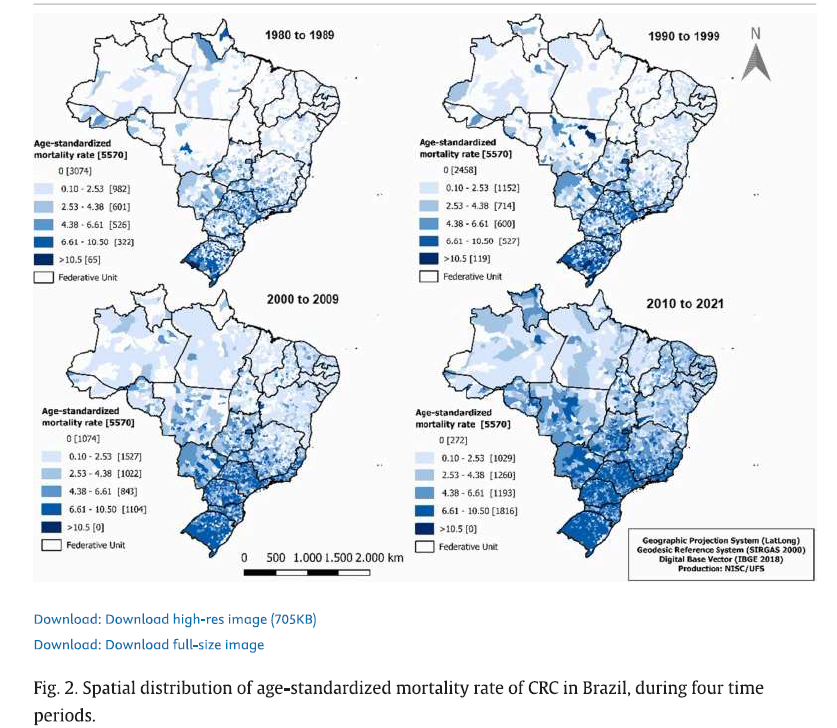 1980 to 1989
Age-standardized
mortality rate [5570]
0 [3074]
0.10 - 2.53 [982]
2.53 - 4.38 [601]
4.38 - 6.61 [526]
6.61 - 10.50 [322]
>10.5 [65]
Federative Unit
1990 to 1999
N
Age-standardized
mortality rate [5570]
0 [2458]
0.10 - 2.53 [1152]
2.53 - 4.38 [714]
4.38 - 6.61 [600]
6.61 - 10.50 [527]
>10.5 [119]
Federative Unit
2000 to 2009
Age-standardized
mortality rate [5570]
0 [1074]
0.10 - 2.53 [1527]
2.53 - 4.38 [1022]
4.38 - 6.61 [843]
6.61 - 10.50 [1104]
>10.5 [0]
Federative Unit
0 500 1.000 1.500 2.000 km
2010 to 2021
Age-standardized
mortality rate [5570]
0 [272]
0.10 - 2.53 [1029]
2.53 - 4.38 [1260]
4.38 - 6.61 [1193]
6.61 - 10.50 [1816]
>10.5 [0]
Federative Unit
Geographic Projection System (LatLong)
Geodesic Reference System (SIRGAS 2000)
Digital Base Vector (IBGE 2018)
Production: NISC/UFS
Download: Download high-res image (705KB)
Download: Download full-size image
Fig. 2. Spatial distribution of age-standardized mortality rate of CRC in Brazil, during four time
periods.